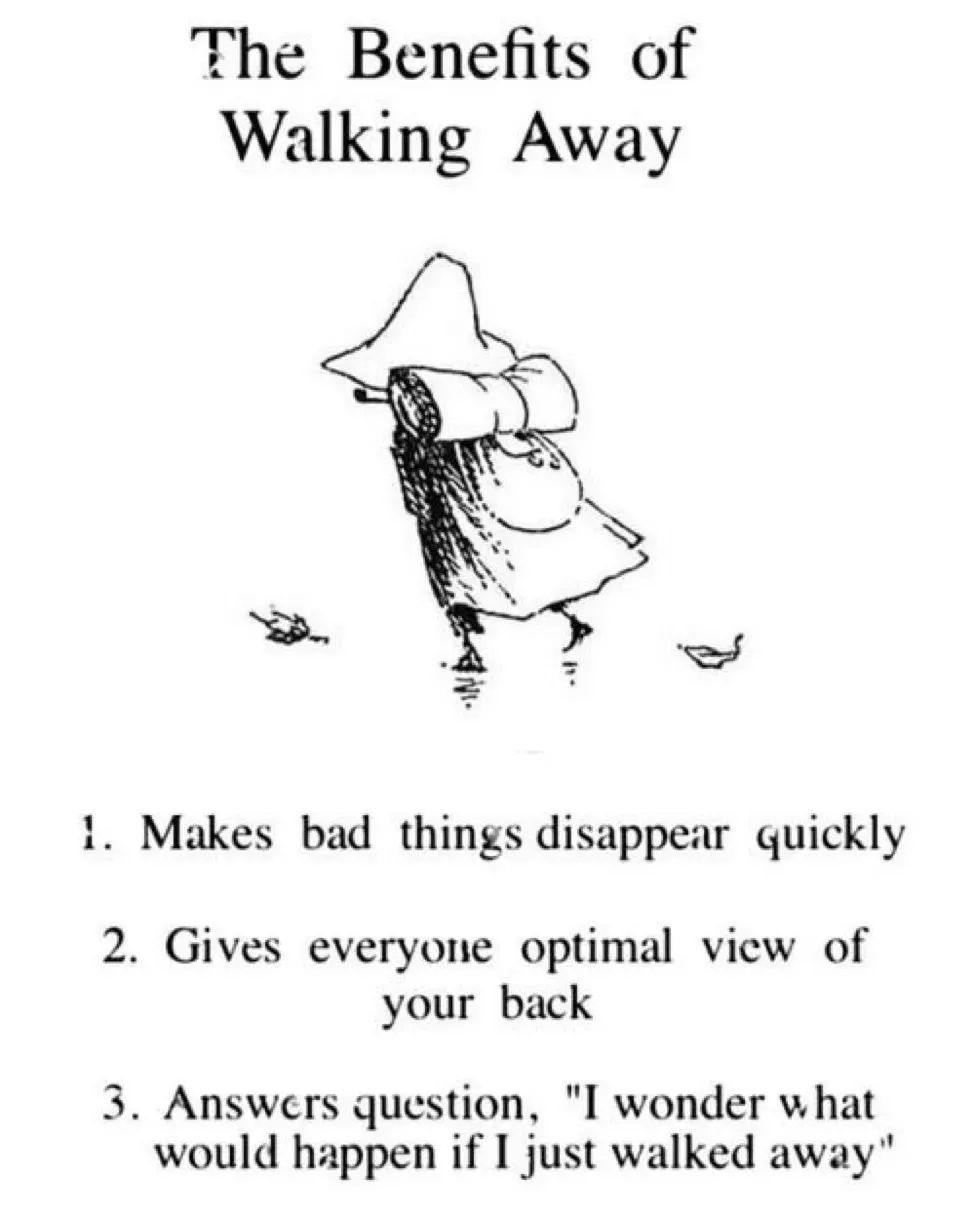 The Benefits of
Walking Away
1. Makes bad things disappear quickly
2. Gives everyone optimal view of
your back
3. Answers question, "I wonder what
would happen if I just walked away"